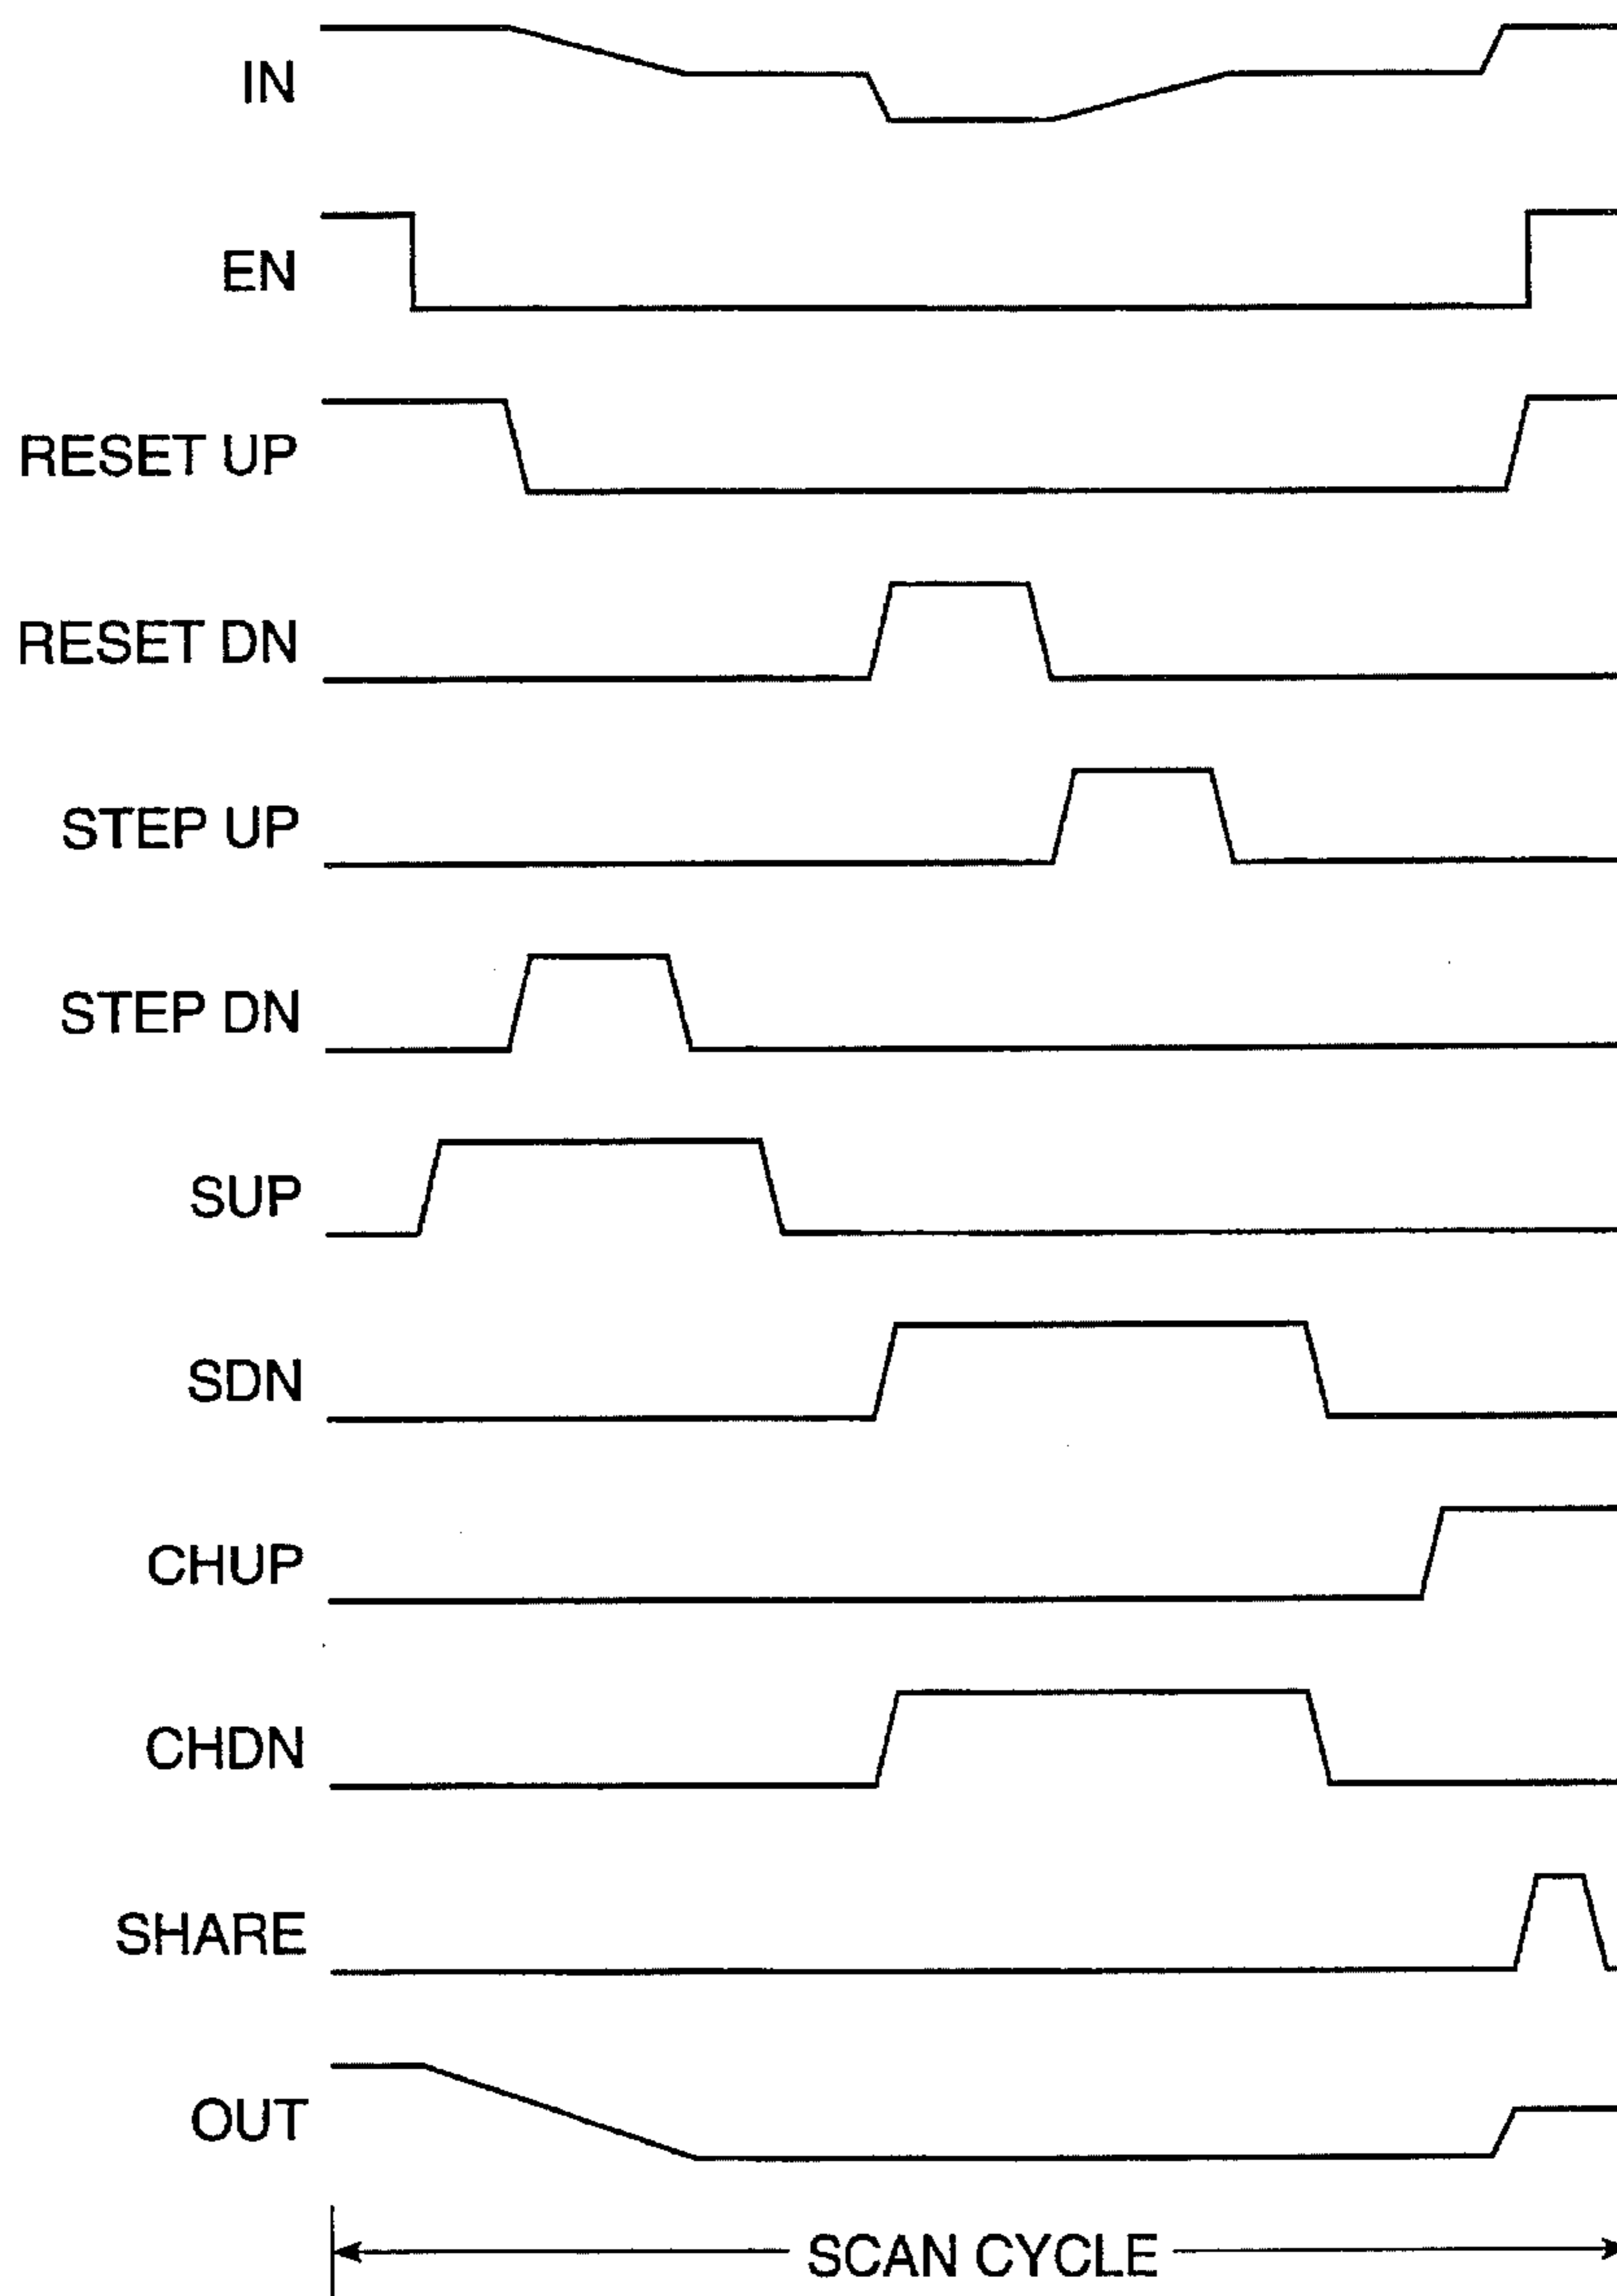 IN
EN
RESET UP
RESET DN
STEP UP
STEP DN
SUP
SDN
CHUP
CHDN
SHARE
OUT
SCAN CYCLE